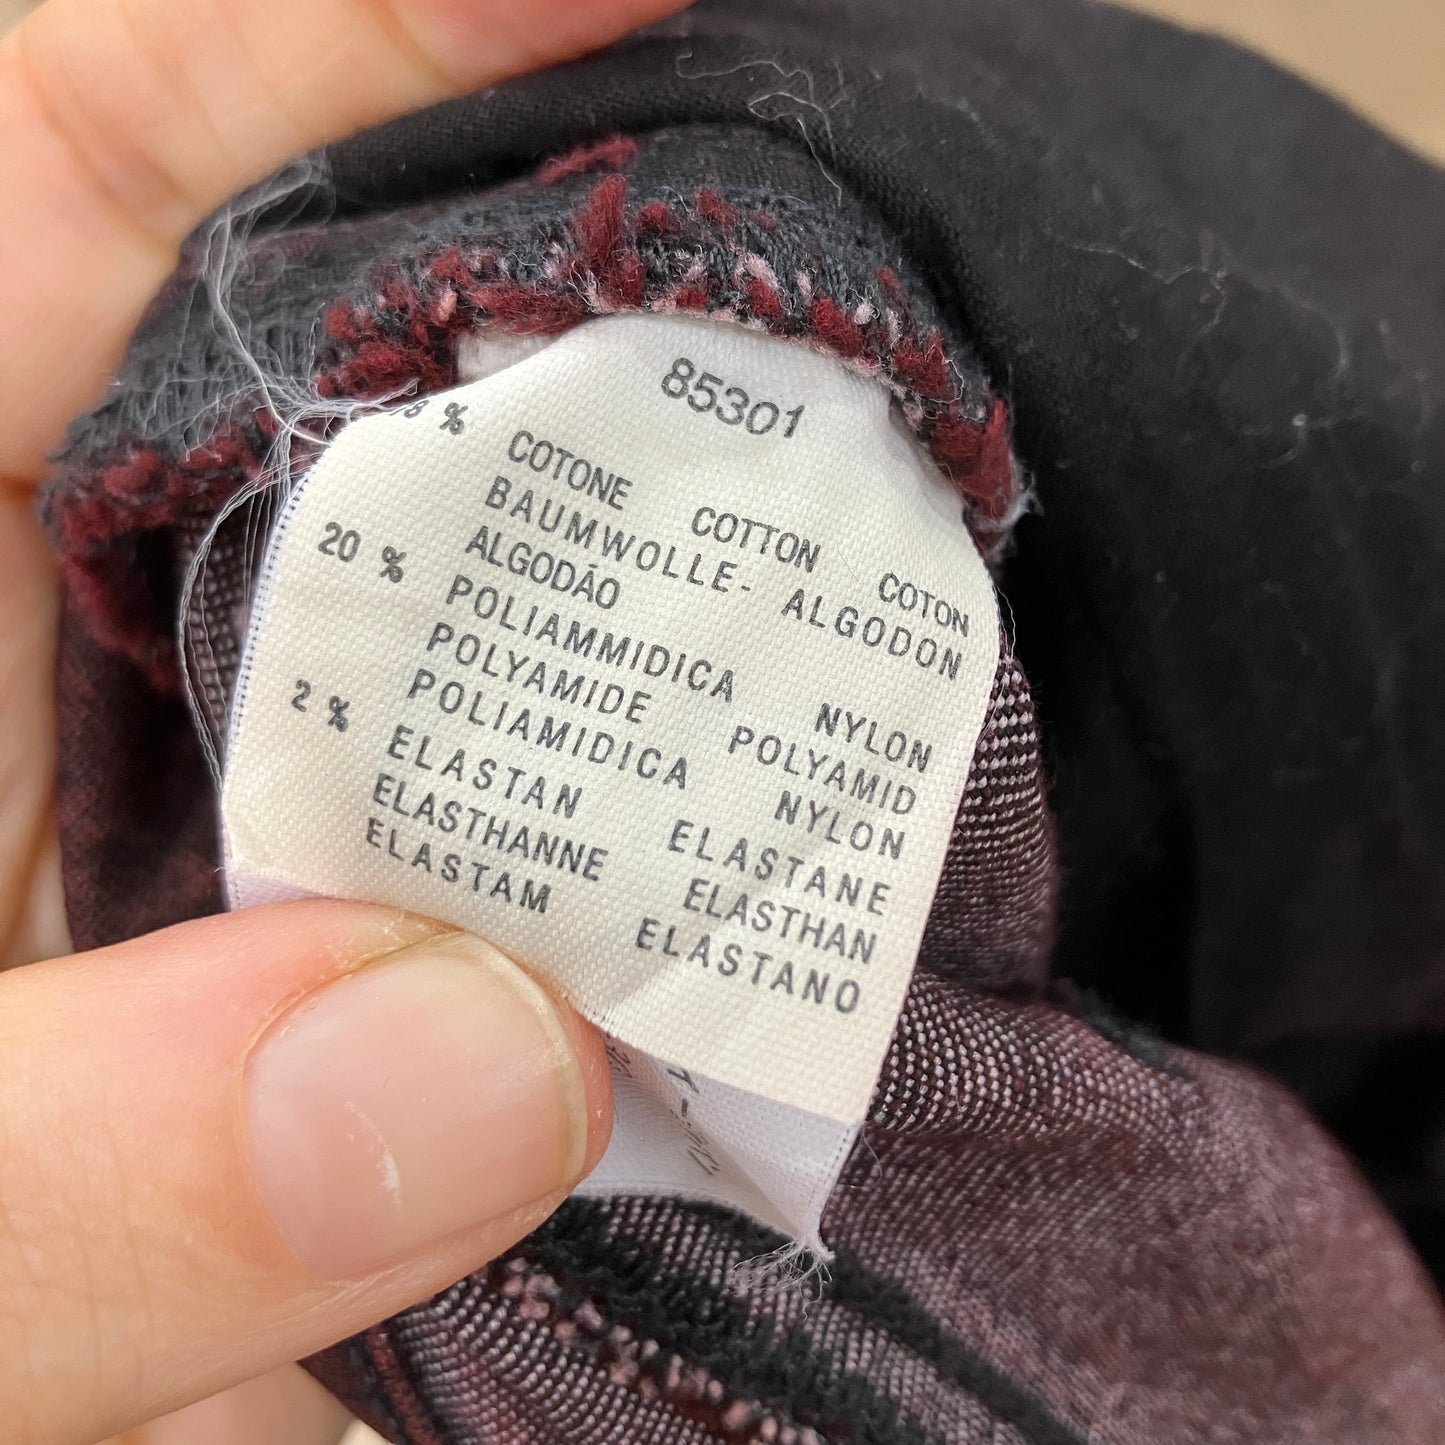 85301
78 % COTONE COTTON COTON
BAUMWOLLE- ALGODON
ALGODÃO
20 % POLIAMMIDICA NYLON
POLYAMIDE POLYAMID
POLIAMIDICA NYLON
2 % ELASTAN ELASTANE
ELASTHANNE ELASTHAN
ELASTAM ELASTANO